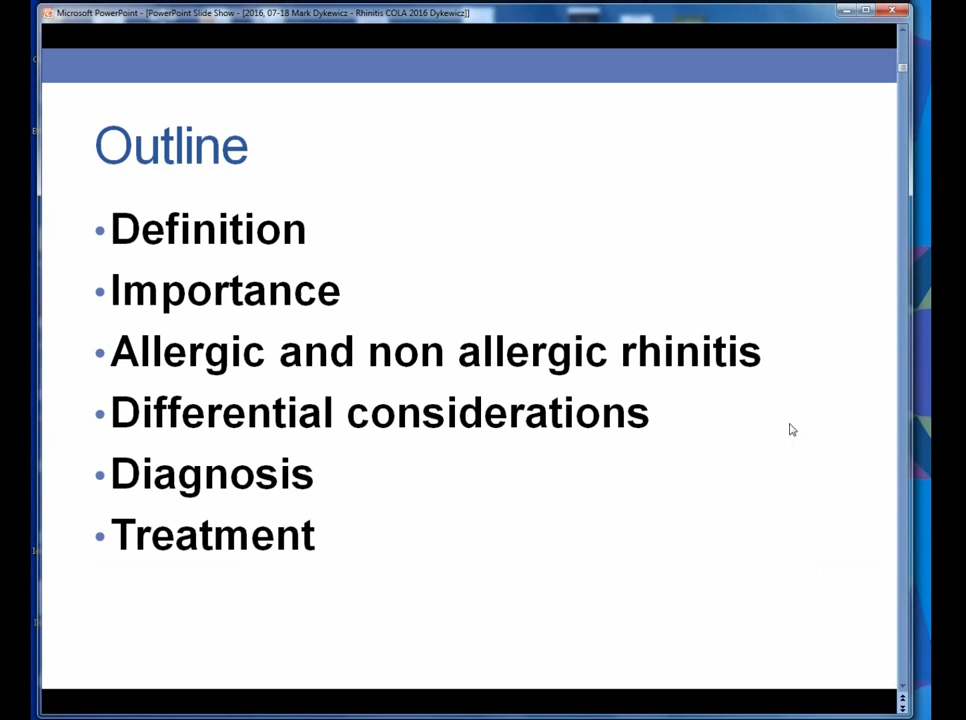 Microsoft PowerPoint - [PowerPoint Slide Show - [2016, 07-18 Mark Dykewicz - Rhinitis COLA 2016 Dykewicz]]
Outline
•Definition
•Importance
•Allergic and non allergic rhinitis
•Differential considerations
•Diagnosis
•Treatment